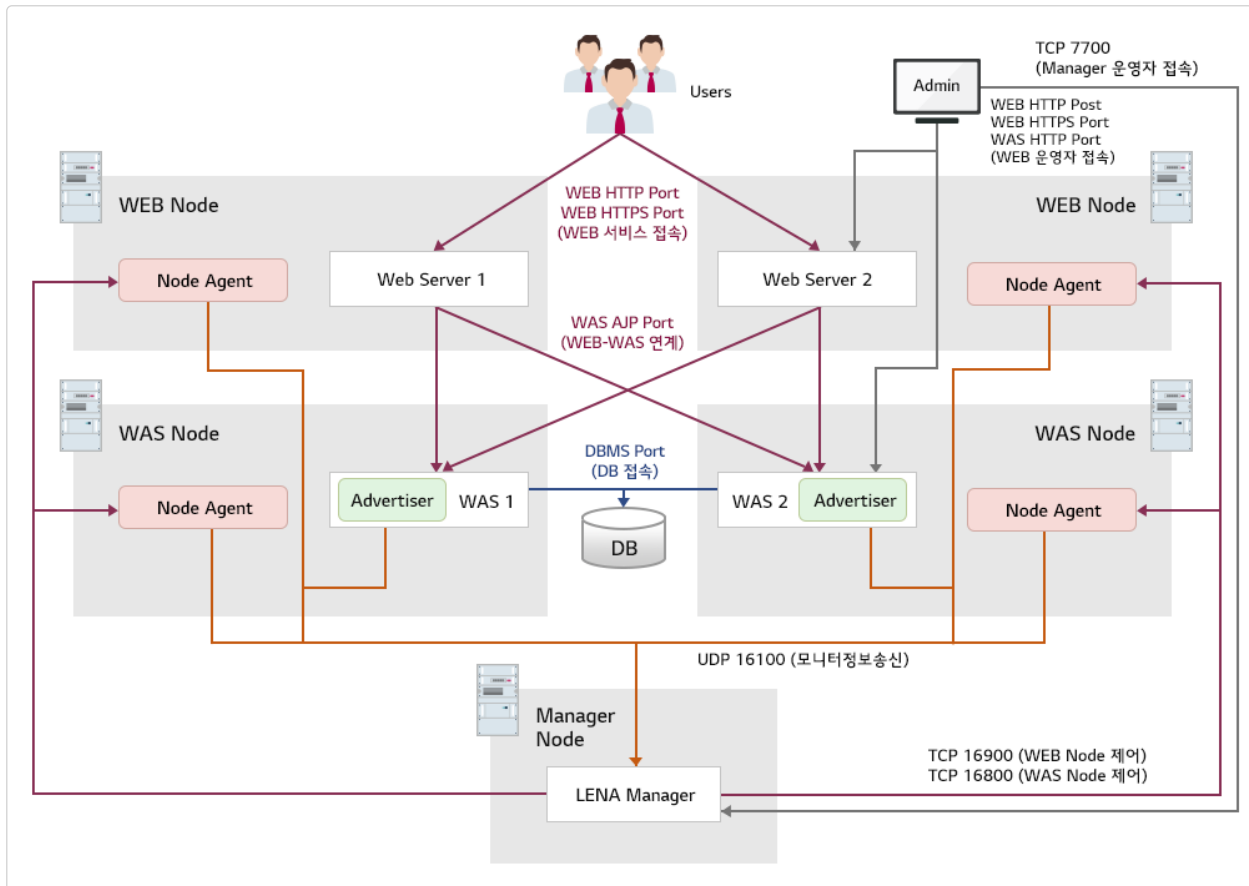 TCP 7700
(Manager 운영자 접속)
Users
Admin
WEB HTTP Post
WEB HTTPS Port
WAS HTTP Port
(WEB 운영자 접속)
WEB Node
WEB HTTP Port
WEB HTTPS Port
(WEB 서비스 접속)
WEB Node
Node Agent
Web Server 1
Web Server 2
Node Agent
WAS AJP Port
(WEB-WAS 연계)
WAS Node
WAS Node
DBMS Port
(DB 접속)
Node Agent
Advertiser
WAS 1
WAS 2
Advertiser
Node Agent
DB
UDP 16100 (모니터정보송신)
Manager
Node
TCP 16900 (WEB Node 제어)
TCP 16800 (WAS Node 제어)
LENA Manager